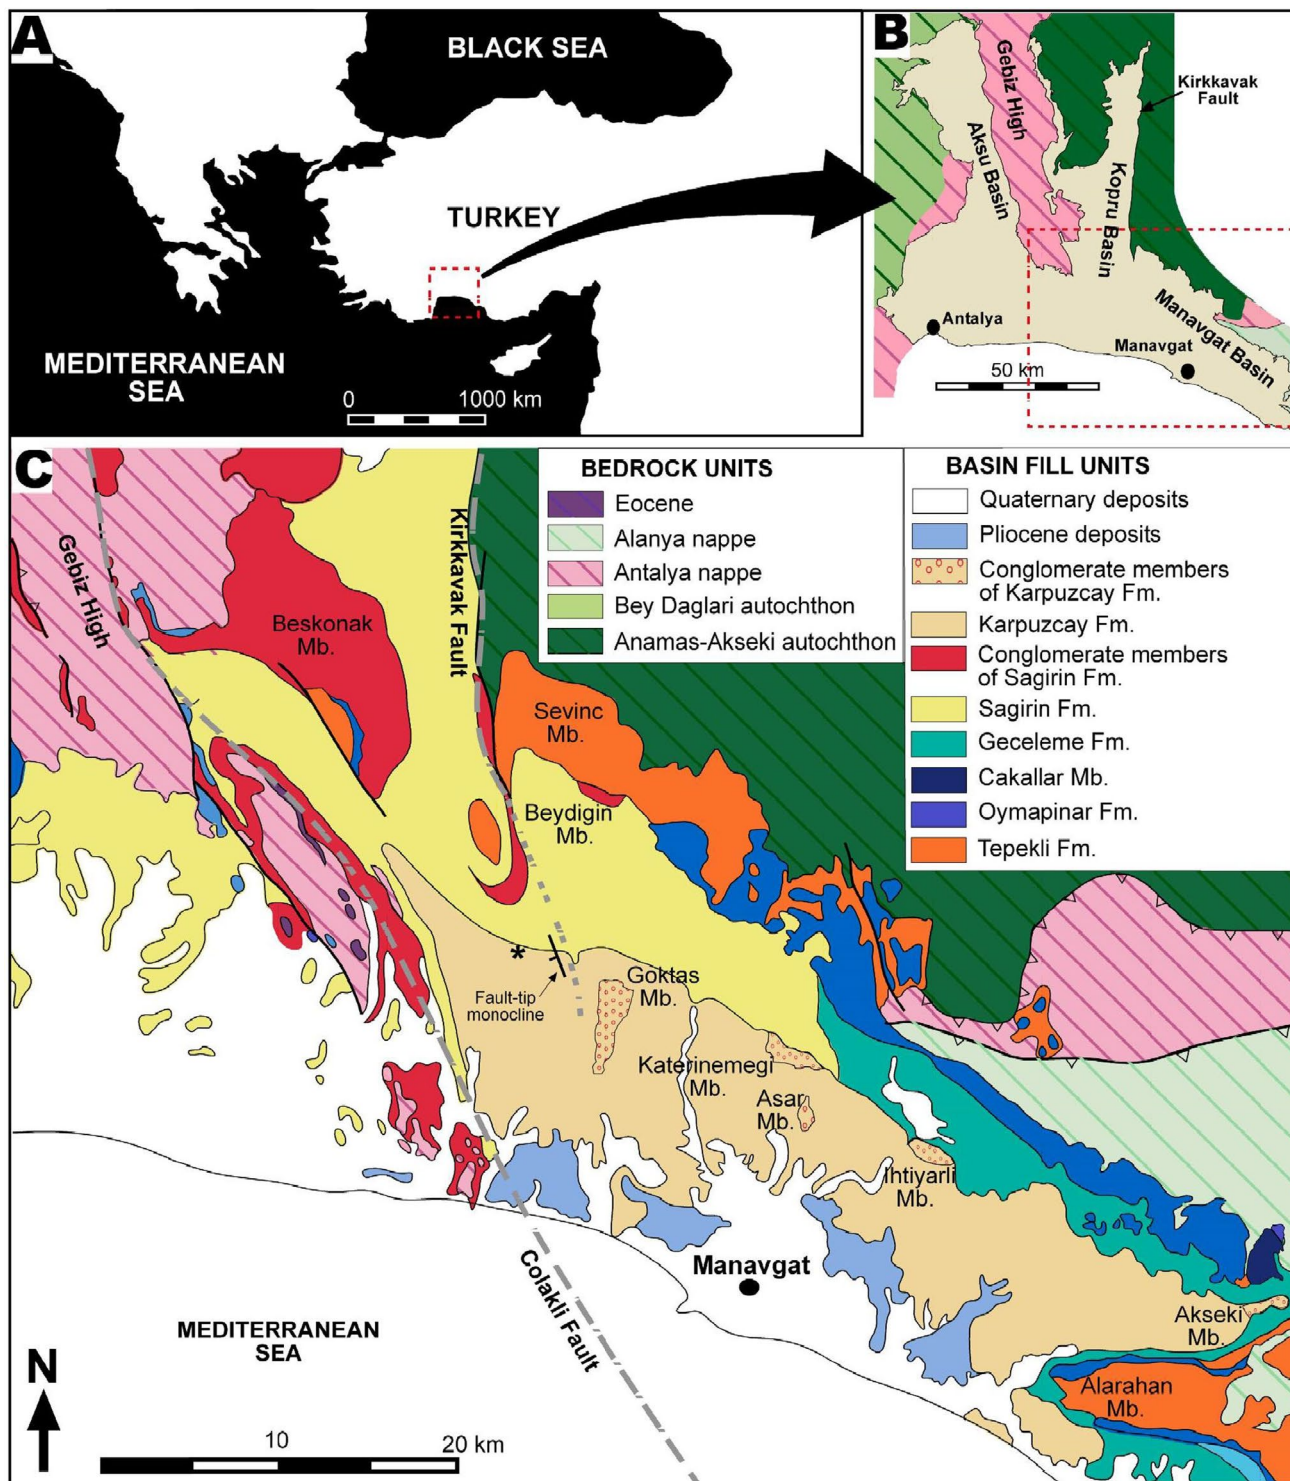 A
BLACK SEA
TURKEY
MEDITERRANEAN
SEA
0 1000 km
B
Gebiz High
Kirkkavak
Fault
Aksu Basin
Kopru Basin
Manavgat Basin
Antalya
Manavgat
50 km
C
BEDROCK UNITS
Eocene
Alanya nappe
Antalya nappe
Bey Daglari autochthon
Anamas-Akseki autochthon
BASIN FILL UNITS
Quaternary deposits
Pliocene deposits
Conglomerate members
of Karpuzcay Fm.
Karpuzcay Fm.
Conglomerate members
of Sagirin Fm.
Sagirin Fm.
Geceleme Fm.
Cakallar Mb.
Oymapinar Fm.
Tepekli Fm.
Gebiz High
Kirkkavak Fault
Beskonak
Mb.
Sevinc
Mb.
Beydigin
Mb.
*
Fault-tip
monocline
Goktas
Mb.
Katerinemegi
Mb.
Asar
Mb.
Ihtiyarli
Mb.
Manavgat
Colakli Fault
Akseki
Mb.
Alarahan
Mb.
MEDITERRANEAN
SEA
N
10 20 km